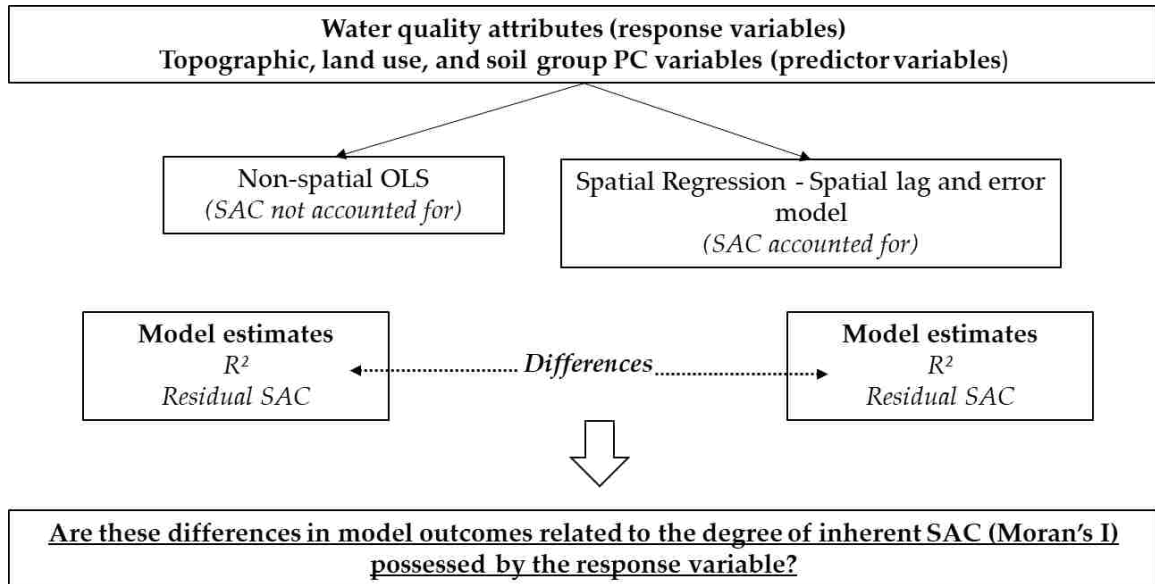 Water quality attributes (response variables)
Topographic, land use, and soil group PC variables (predictor variables)
Non-spatial OLS
(SAC not accounted for)
Spatial Regression - Spatial lag and error
model
(SAC accounted for)
Model estimates
R²
Residual SAC
Differences
Model estimates
R²
Residual SAC
Are these differences in model outcomes related to the degree of inherent SAC (Moran's I)
possessed by the response variable?